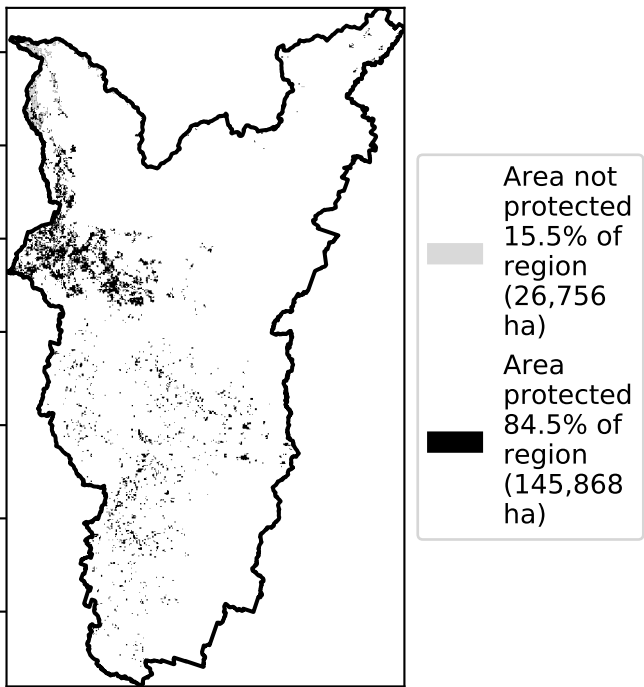 Area not
protected
15.5% of
region
(26,756
ha)
Area
protected
84.5% of
region
(145,868
ha)